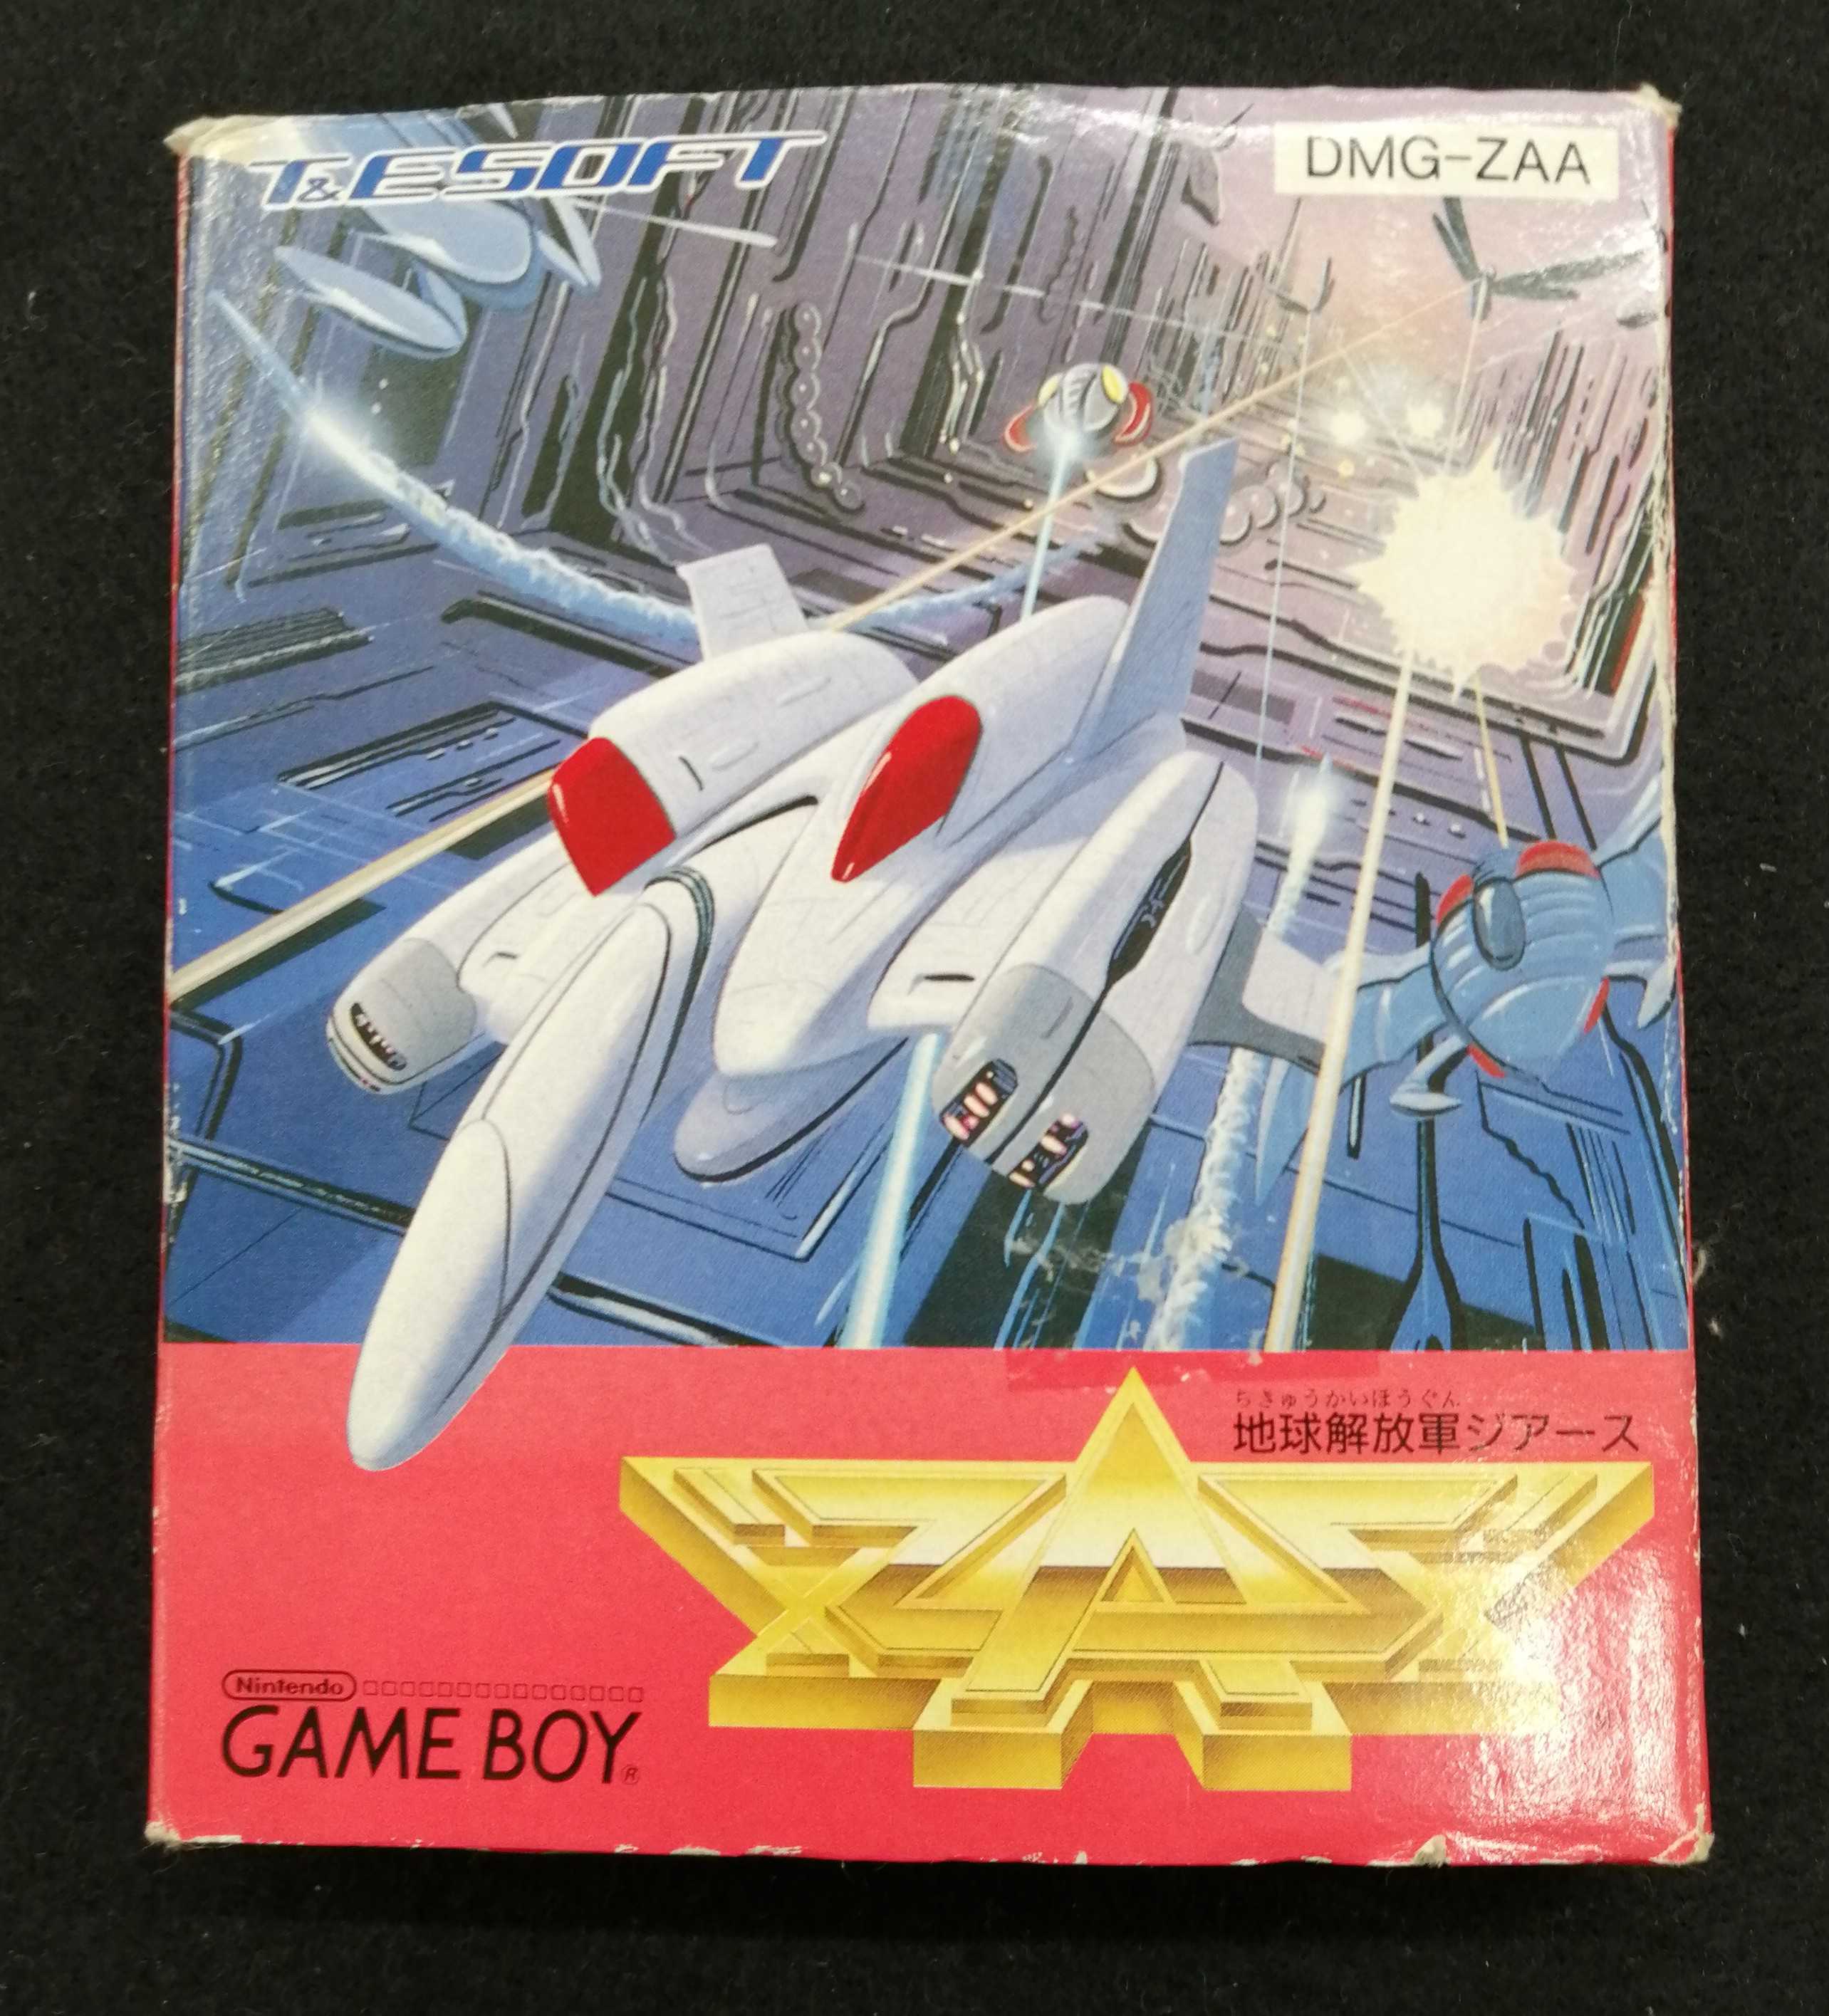 T&E SOFT
DMG-ZAA
ちきゅうかいほうぐん
地球解放軍ジアース
ZAS
Nintendo
GAME BOY®